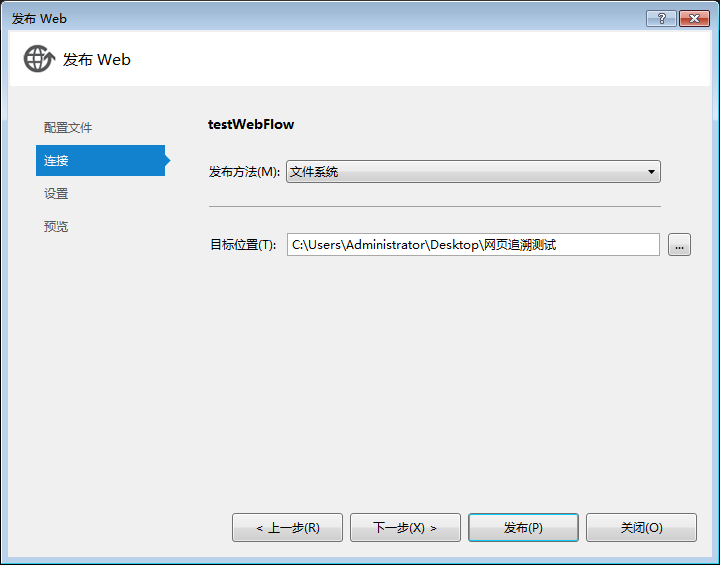 发布 Web
发布 Web
配置文件
连接
设置
预览
testWebFlow
发布方法(M): 文件系统
目标位置(T): C:\Users\Administrator\Desktop\网页追溯测试 ...
< 上一步(R) 下一步(X) > 发布(P) 关闭(O)